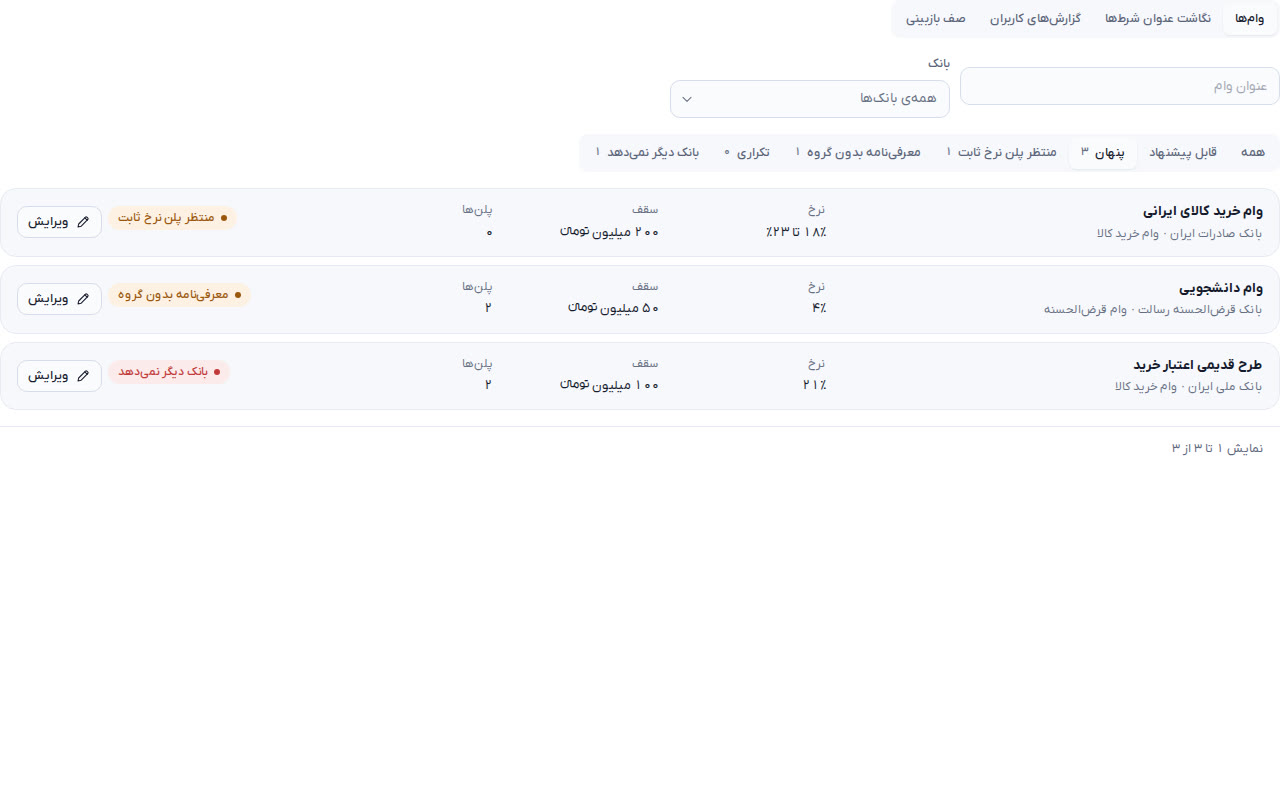 وام‌ها نگاشت عنوان شرط‌ها گزارش‌های کاربران صف بازبینی
بانک
عنوان وام همه‌ی بانک‌ها
همه قابل پیشنهاد پنهان ۳ منتظر پلن نرخ ثابت ۱ معرفی‌نامه بدون گروه ۱ تکراری ۰ بانک دیگر نمی‌دهد ۱
وام خرید کالای ایرانی نرخ سقف پلن‌ها منتظر پلن نرخ ثابت ویرایش
بانک صادرات ایران · وام خرید کالا ۱۸٪ تا ۲۳٪ ۲۰۰ میلیون تومان ۰
وام دانشجویی نرخ سقف پلن‌ها معرفی‌نامه بدون گروه ویرایش
بانک قرض‌الحسنه رسالت · وام قرض‌الحسنه ۴٪ ۵۰ میلیون تومان ۲
طرح قدیمی اعتبار خرید نرخ سقف پلن‌ها بانک دیگر نمی‌دهد ویرایش
بانک ملی ایران · وام خرید کالا ۲۱٪ ۱۰۰ میلیون تومان ۲
نمایش ۱ تا ۳ از ۳